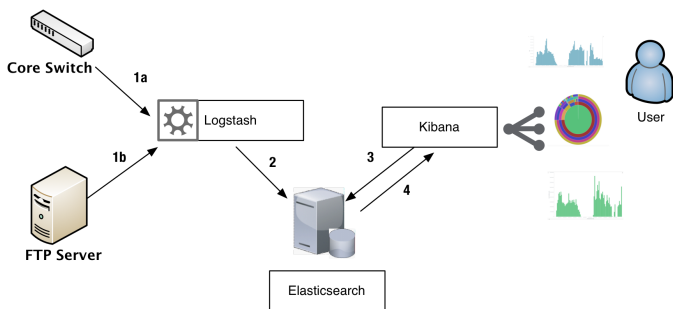 Core Switch
1a
Logstash
Kibana
User
1b
2
3
4
FTP Server
Elasticsearch